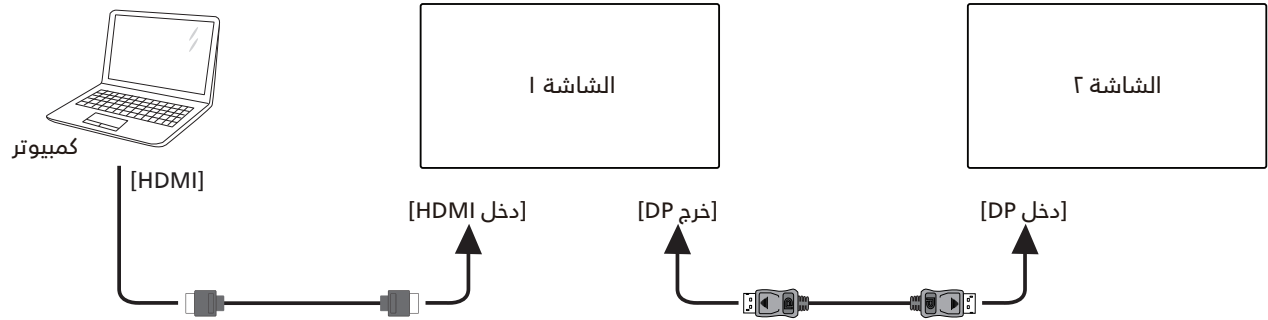 الشاشة ١
الشاشة ٢
كمبيوتر
[HDMI]
[دخل HDMI]
[خرج DP]
[دخل DP]